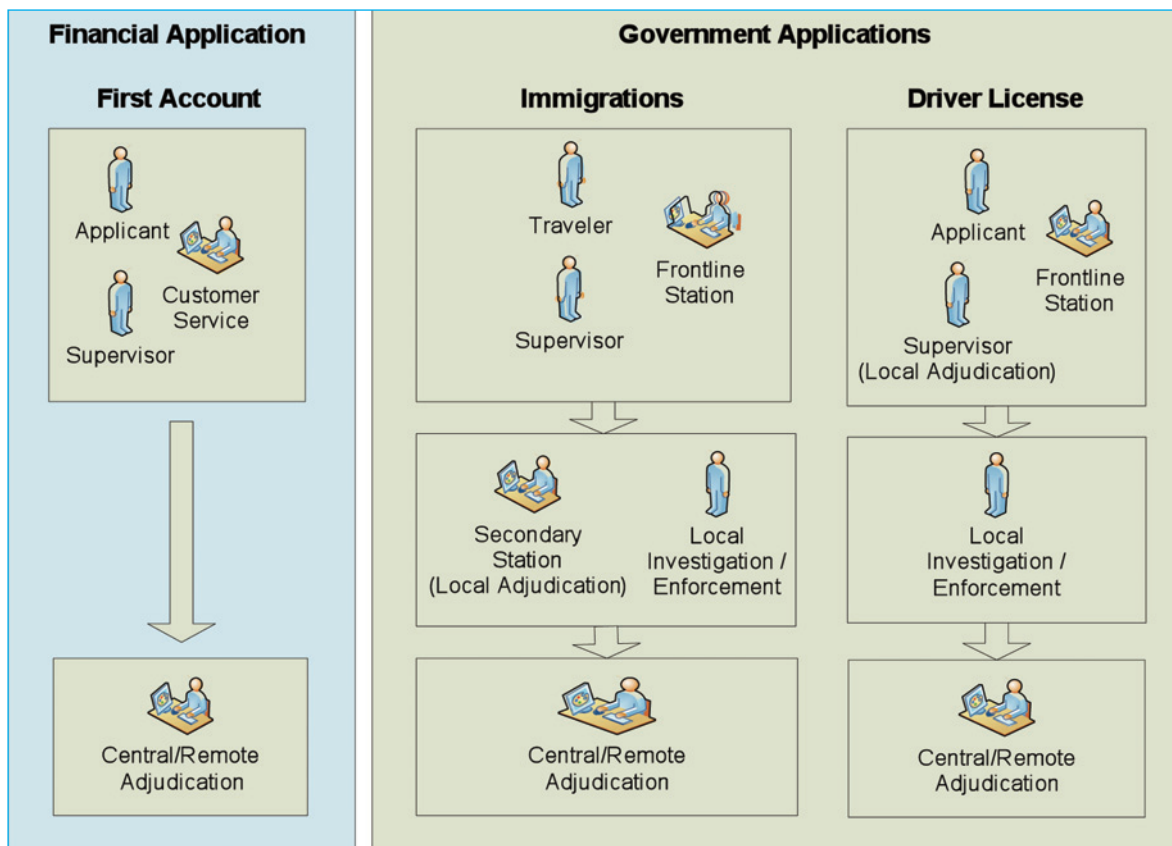 Financial Application
First Account
Applicant
Customer
Service
Supervisor
Central/Remote
Adjudication
Government Applications
Immigrations
Traveler
Frontline
Station
Supervisor
Secondary
Station
(Local Adjudication)
Local
Investigation /
Enforcement
Central/Remote
Adjudication
Driver License
Applicant
Frontline
Station
Supervisor
(Local Adjudication)
Local
Investigation /
Enforcement
Central/Remote
Adjudication